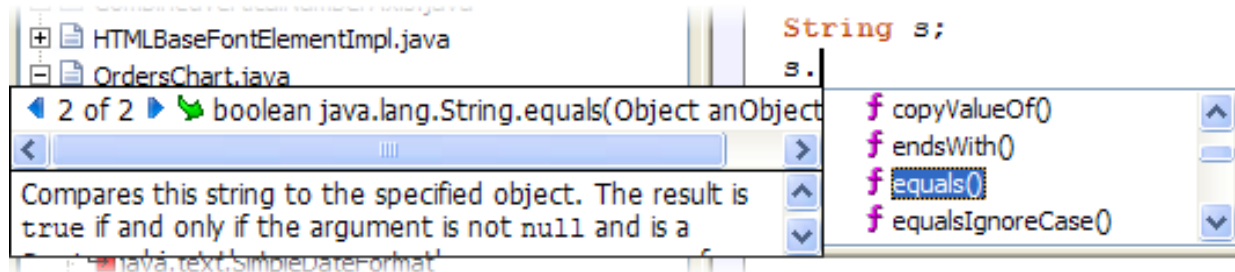 CombinedVerticalNumberAxis.java
HTMLBaseFontElementImpl.java
OrdersChart.java
2 of 2 boolean java.lang.String.equals(Object anObject
Compares this string to the specified object. The result is
true if and only if the argument is not null and is a
java.text.SimpleDateFormat'
String s;
s.
f copyValueOf()
f endsWith()
f equals()
f equalsIgnoreCase()